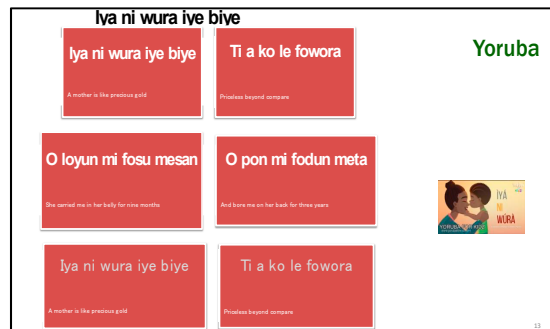 Iya ni wura iye biye
Yoruba
Iya ni wura iye biye
A mother is like precious gold
Ti a ko le fowora
Priceless beyond compare
O loyun mi fosu mesan
She carried me in her belly for nine months
O pon mi fodun meta
And bore me on her back for three years
ÌYÁ
NI
WÚRÀ
Iya ni wura iye biye
A mother is like precious gold
Ti a ko le fowora
Priceless beyond compare
13